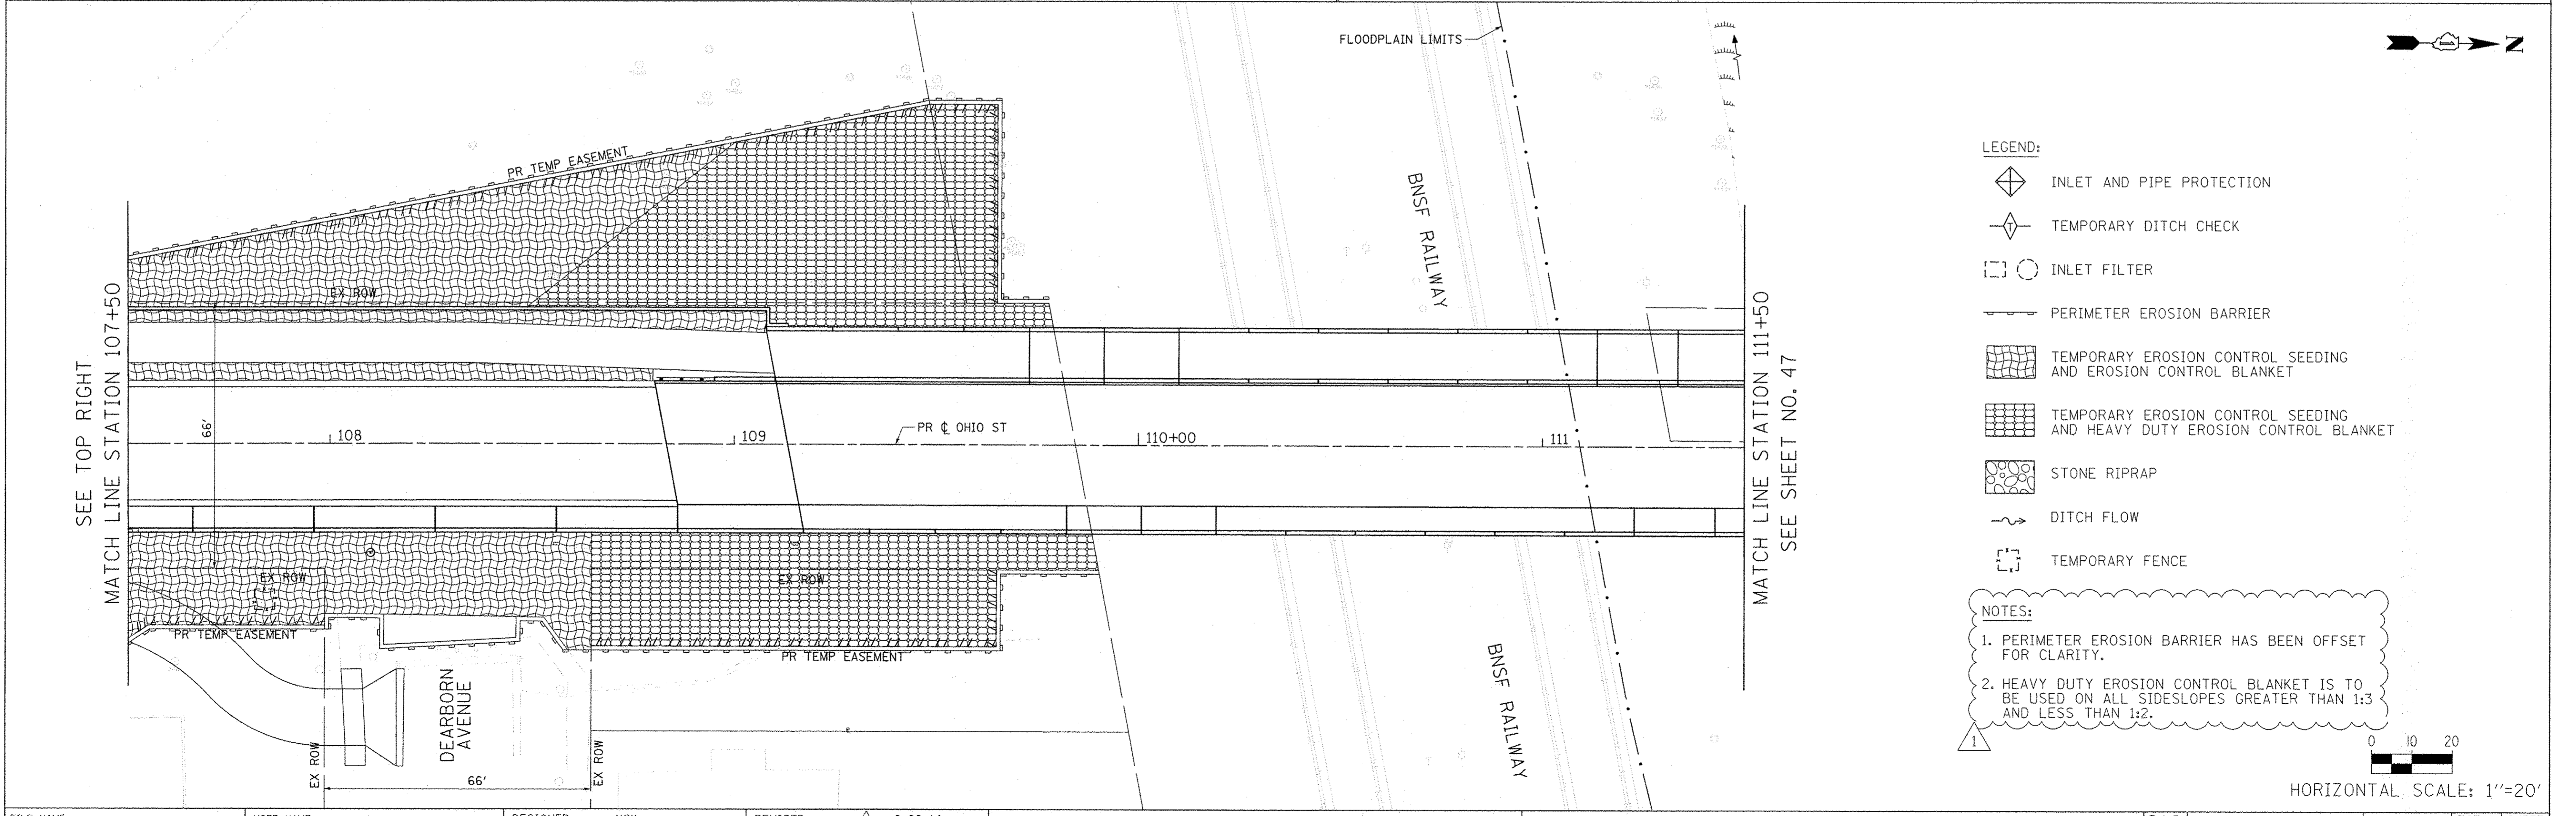 FLOODPLAIN LIMITS
N
PR TEMP EASEMENT
EX ROW
BNSF RAILWAY
SEE TOP RIGHT
MATCH LINE STATION 107+50
66'
108
109
PR ℄ OHIO ST
110+00
111
MATCH LINE STATION 111+50
SEE SHEET NO. 47
EX ROW
EX ROW
PR TEMP EASEMENT
PR TEMP EASEMENT
DEARBORN
AVENUE
EX ROW
EX ROW
66'
BNSF RAILWAY
LEGEND:
INLET AND PIPE PROTECTION
T
TEMPORARY DITCH CHECK
INLET FILTER
PERIMETER EROSION BARRIER
TEMPORARY EROSION CONTROL SEEDING
AND EROSION CONTROL BLANKET
TEMPORARY EROSION CONTROL SEEDING
AND HEAVY DUTY EROSION CONTROL BLANKET
STONE RIPRAP
DITCH FLOW
TEMPORARY FENCE
NOTES:
1. PERIMETER EROSION BARRIER HAS BEEN OFFSET
FOR CLARITY.
2. HEAVY DUTY EROSION CONTROL BLANKET IS TO
BE USED ON ALL SIDESLOPES GREATER THAN 1:3
AND LESS THAN 1:2.
1
0 10 20
HORIZONTAL SCALE: 1"=20'